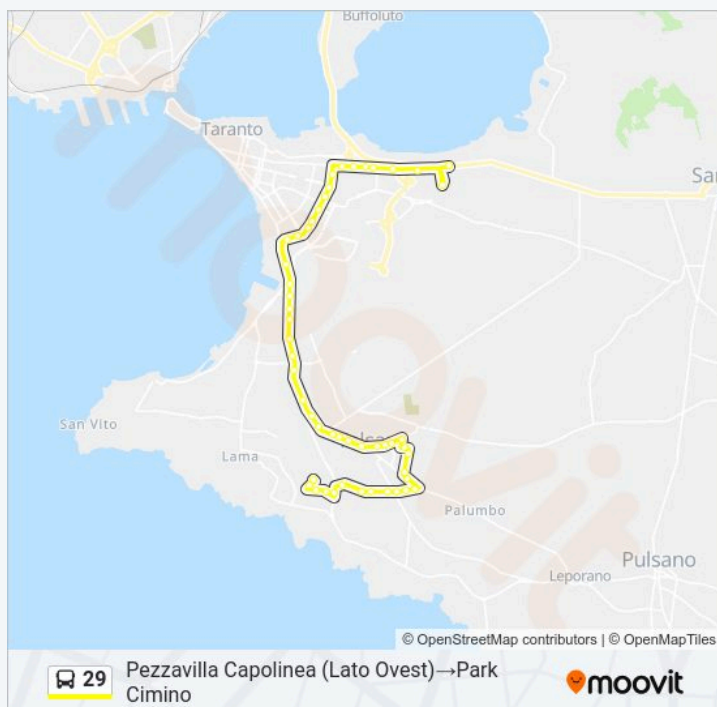 Buffoluto
Taranto
San Vito
Lama
Palumbo
Leporano
Pulsano
© OpenStreetMap contributors | © OpenMapTiles
29
Pezzavilla Capolinea (Lato Ovest)→Park
Cimino
moovit